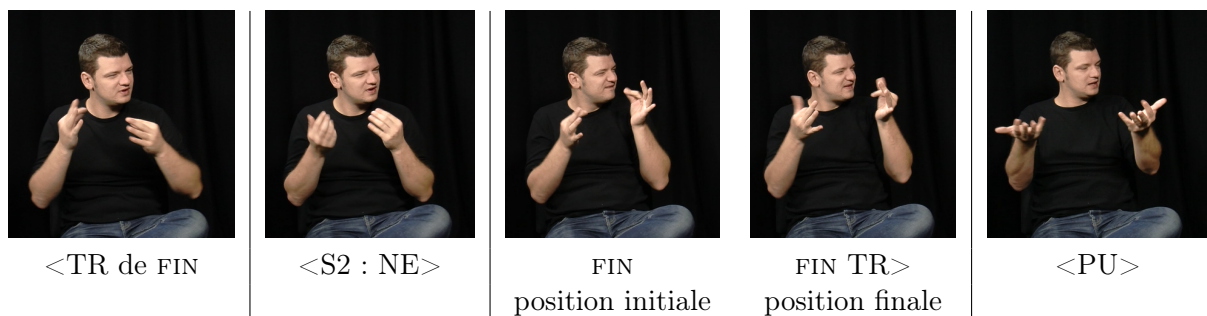 <TR de FIN <S2 : NE> FIN FIN TR> <PU>
position initiale position finale